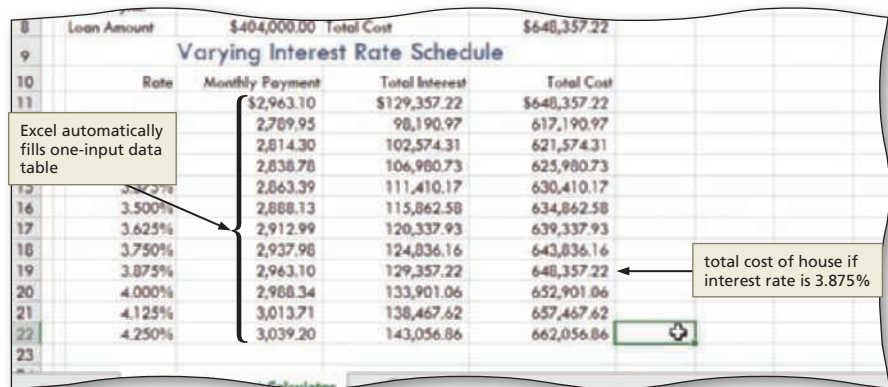 8 Loan Amount $404,000.00 Total Cost $648,357.22
9 Varying Interest Rate Schedule
10 Rate Monthly Payment Total Interest Total Cost
11 $2,963.10 $129,357.22 $648,357.22
2,789.95 98,190.97 617,190.97
2,814.30 102,574.31 621,574.31
2,838.78 106,980.73 625,980.73
15 2,863.39 111,410.17 630,410.17
16 3.500% 2,888.13 115,862.58 634,862.58
17 3.625% 2,912.99 120,337.93 639,337.93
18 3.750% 2,937.98 124,836.16 643,836.16
19 3.875% 2,963.10 129,357.22 648,357.22
20 4.000% 2,988.34 133,901.06 652,901.06
21 4.125% 3,013.71 138,467.62 657,467.62
22 4.250% 3,039.20 143,056.86 662,056.86
23
Excel automatically
fills one-input data
table
total cost of house if
interest rate is 3.875%